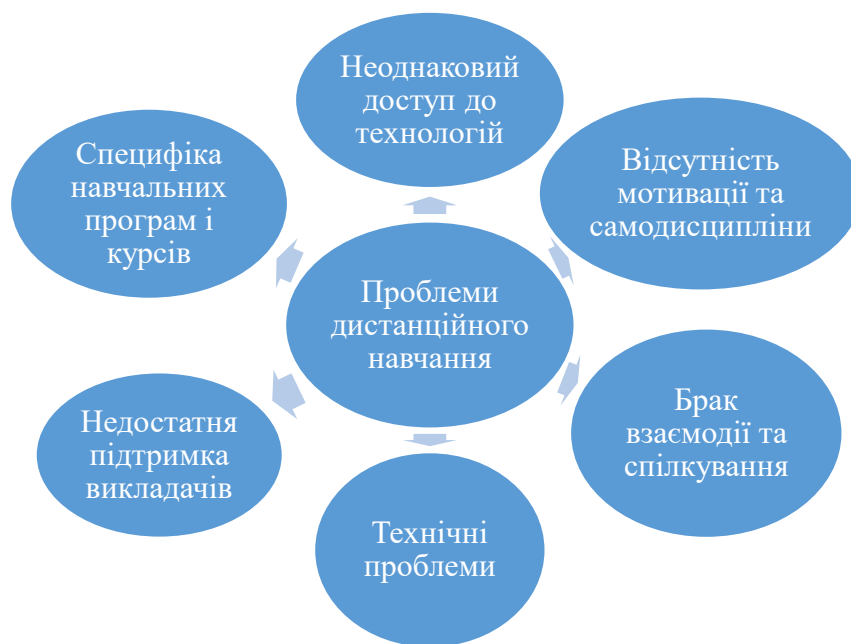 Неоднаковий
доступ до
технологій
Відсутність
мотивації та
самодисципліни
Брак
взаємодії та
спілкування
Технічні
проблеми
Недостатня
підтримка
викладачів
Специфіка
навчальних
програм і
курсів
Проблеми
дистанційного
навчання